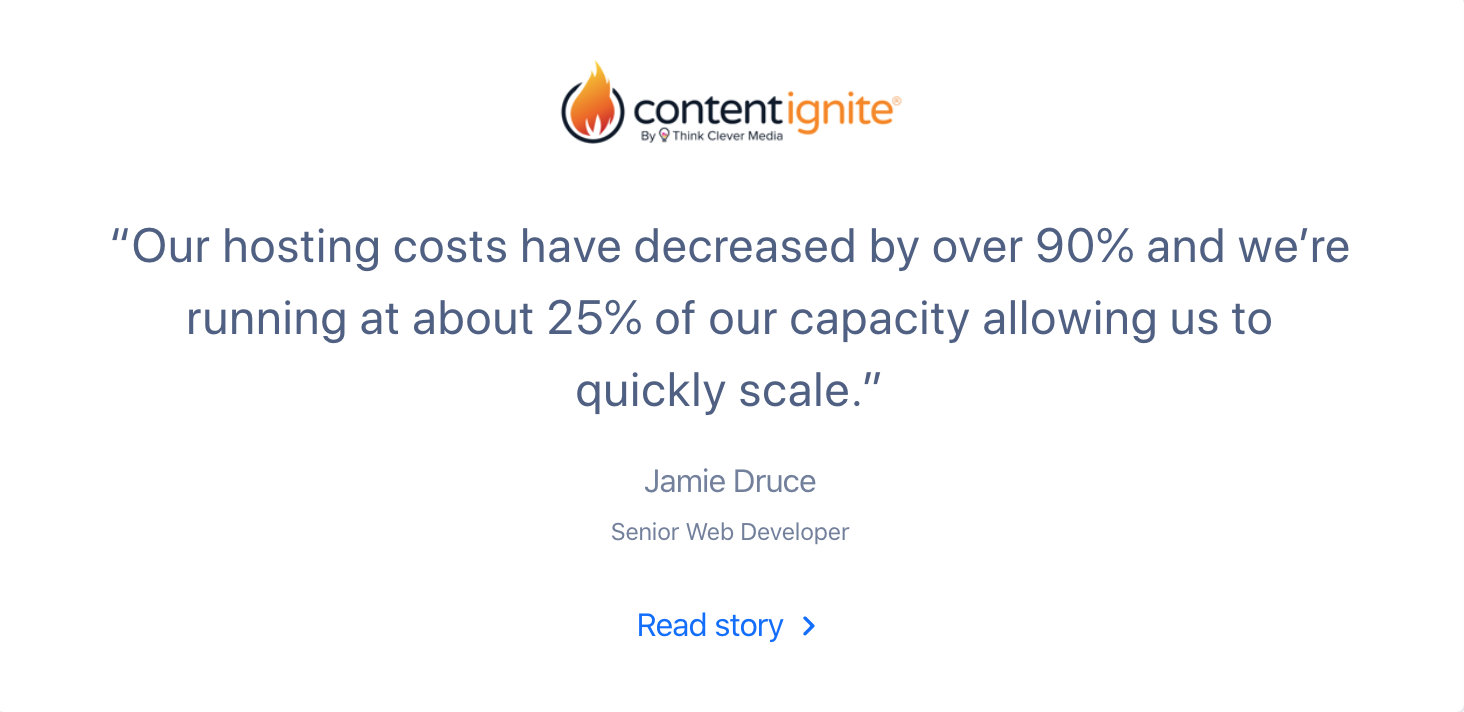 contentignite®
By Think Clever Media
“Our hosting costs have decreased by over 90% and we’re
running at about 25% of our capacity allowing us to
quickly scale.”
Jamie Druce
Senior Web Developer
Read story